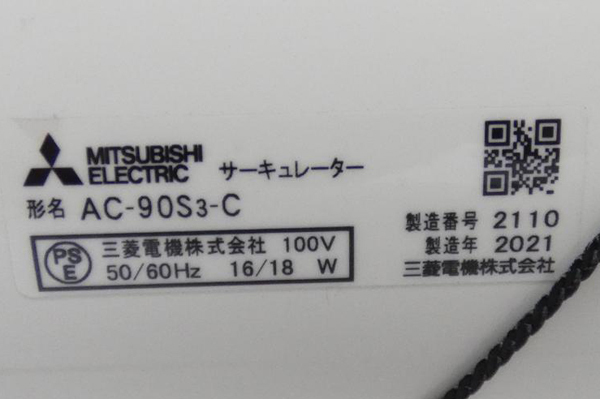 MITSUBISHI
ELECTRIC サーキュレーター
形名 AC-90S3-C
PS
E
三菱電機株式会社 100V
50/60Hz 16/18 W
製造番号 2110
製造年 2021
三菱電機株式会社